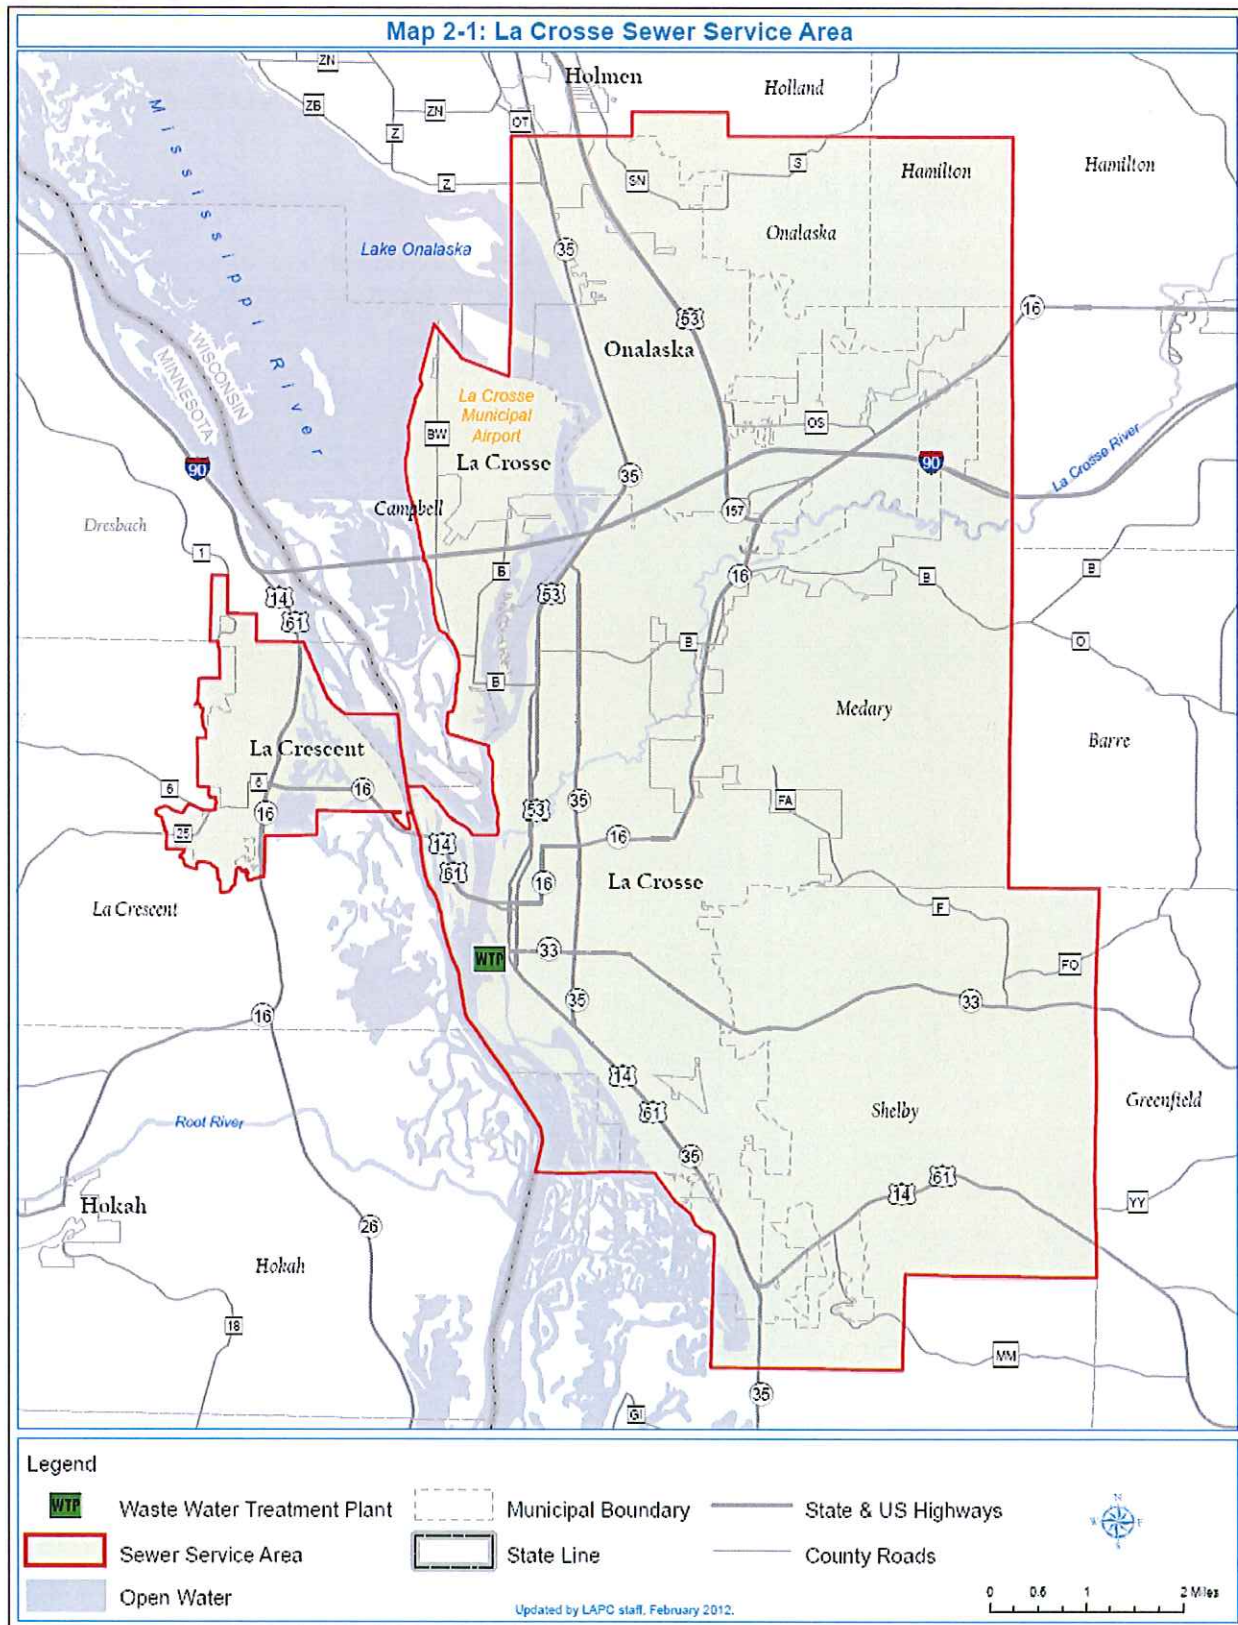 Map 2-1: La Crosse Sewer Service Area
ZN
Holmen
Holland
ZB
ZN
OT
Z
S
Hamilton
Hamilton
Z
SN
Mississippi River
Onalaska
Lake Onalaska
35
16
53
Onalaska
WISCONSIN
MINNESOTA
La Crosse
Municipal
Airport
BW
OS
La Crosse
90
90
35
La Crosse River
Campbell
157
Dresbach
1
B
16
B
B
14
53
61
B
O
B
Medary
La Crescent
Barre
6
6
16
FA
16
53
35
25
14
16
61
16
La Crosse
La Crescent
F
33
WTP
FO
35
33
16
14
61
Shelby
Greenfield
Root River
35
61
14
YY
Hokah
26
Hokah
18
MM
35
GI
Legend
WTP Waste Water Treatment Plant
Municipal Boundary
State & US Highways
N
W E
Sewer Service Area
State Line
County Roads
Open Water
0 0.5 1 2 Miles
Updated by LAPC staff, February 2012.